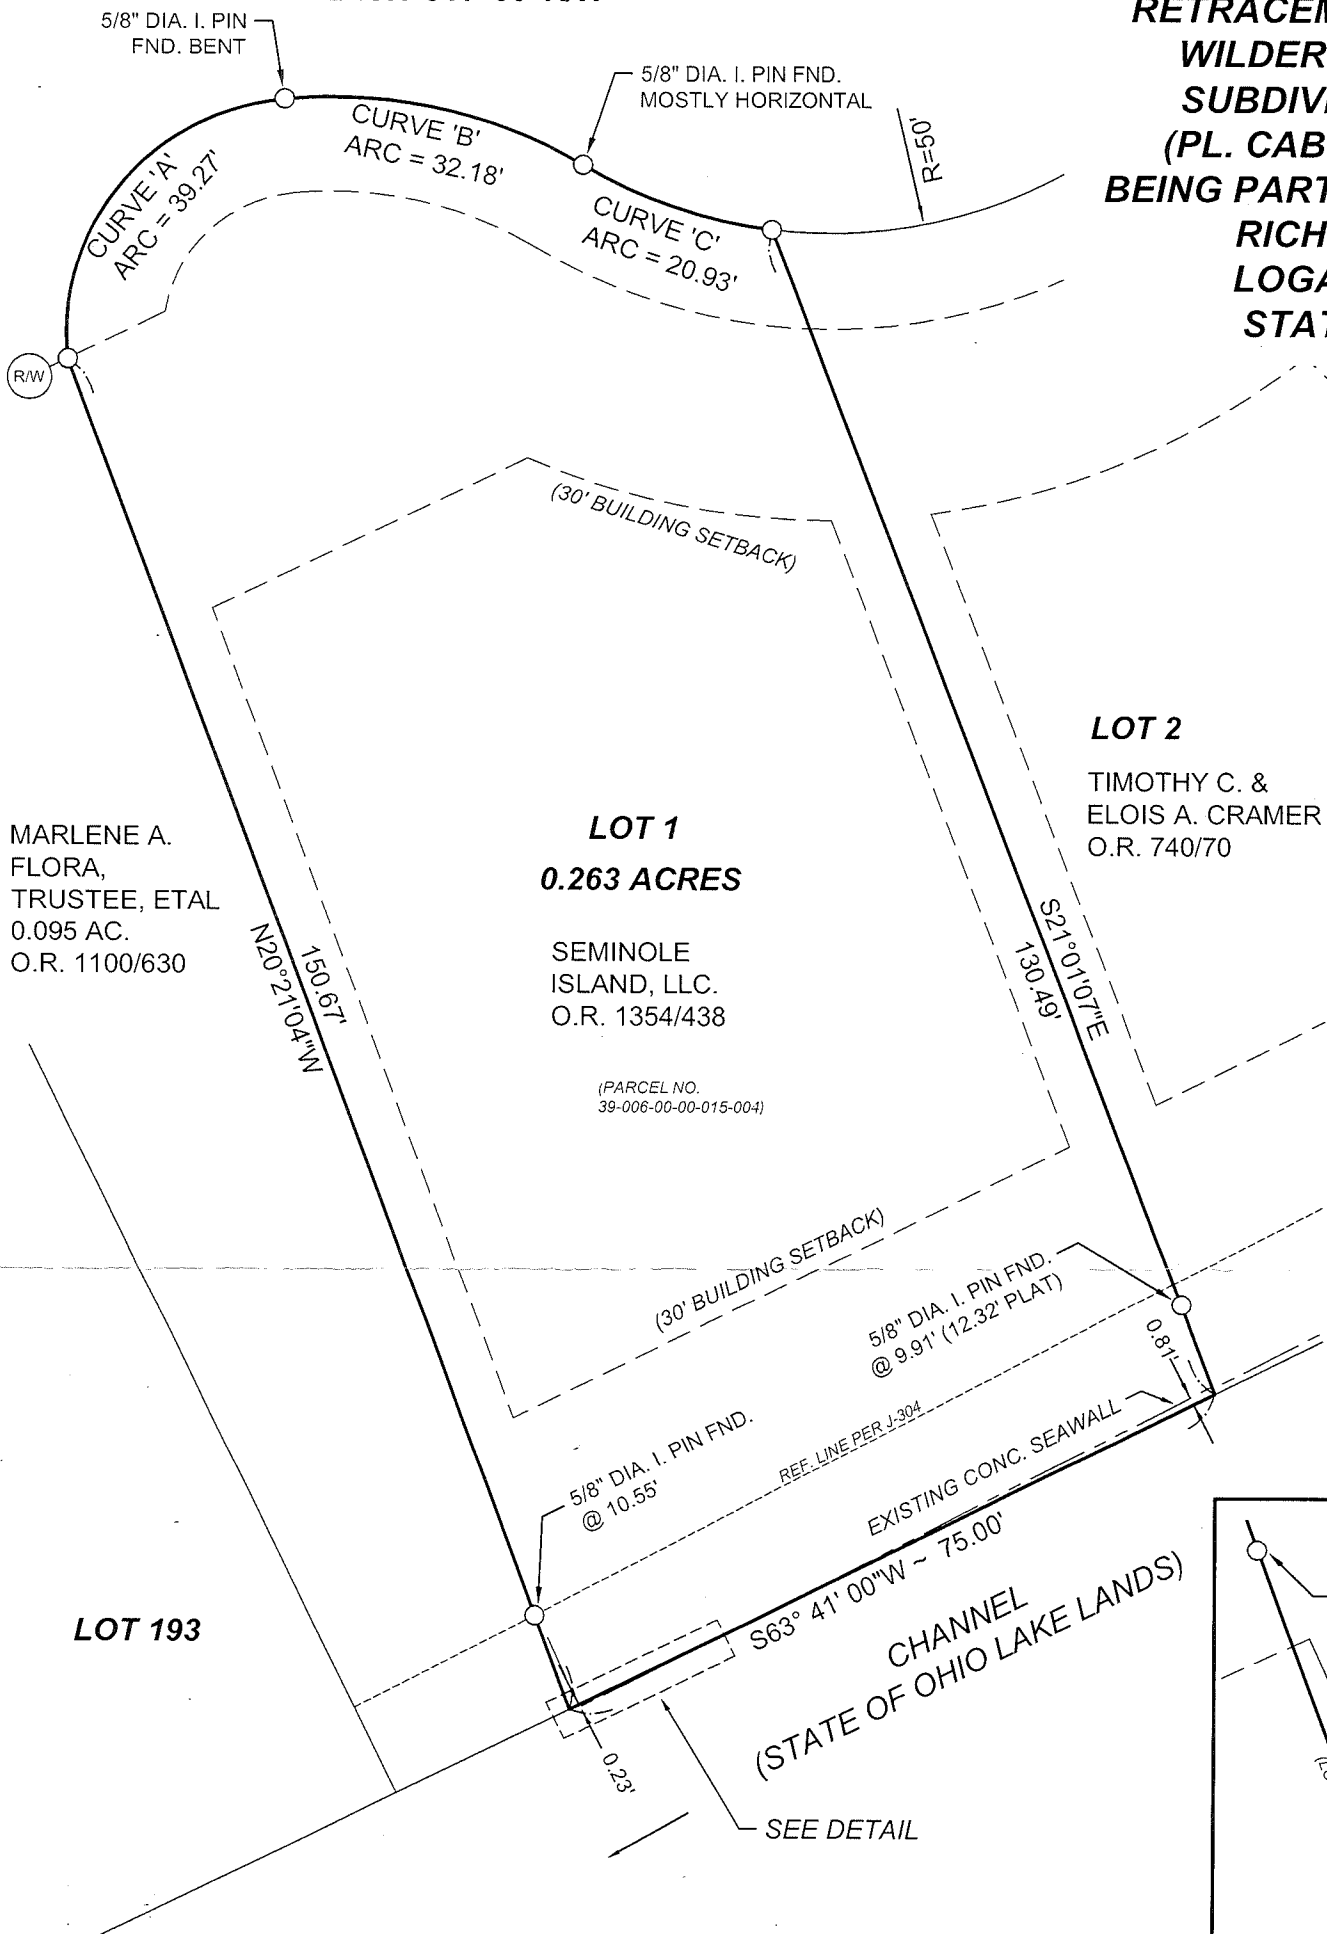 5/8" DIA. I. PIN
FND. BENT
5/8" DIA. I. PIN FND.
MOSTLY HORIZONTAL
R=50'
WILDER
SUBDIVI
(PL. CAB
BEING PART
RICH
LOGA
STAT
CURVE 'A'
ARC = 39.27'
CURVE 'B'
ARC = 32.18'
CURVE 'C'
ARC = 20.93'
R/W
(30' BUILDING SETBACK)
LOT 2
TIMOTHY C. &
ELOIS A. CRAMER
O.R. 740/70
MARLENE A.
FLORA,
TRUSTEE, ETAL
0.095 AC.
O.R. 1100/630
LOT 1
0.263 ACRES
SEMINOLE
ISLAND, LLC.
O.R. 1354/438
(PARCEL NO.
39-006-00-00-015-004)
150.67'
N20°21'04"W
S21°01'07"E
130.49'
(30' BUILDING SETBACK)
5/8" DIA. I. PIN FND.
@ 9.91' (12.32' PLAT)
0.81'
5/8" DIA. I. PIN FND.
@ 10.55'
REF. LINE PER J-304
EXISTING CONC. SEAWALL
S63° 41' 00"W ~ 75.00'
CHANNEL
(STATE OF OHIO LAKE LANDS)
LOT 193
0.23'
SEE DETAIL